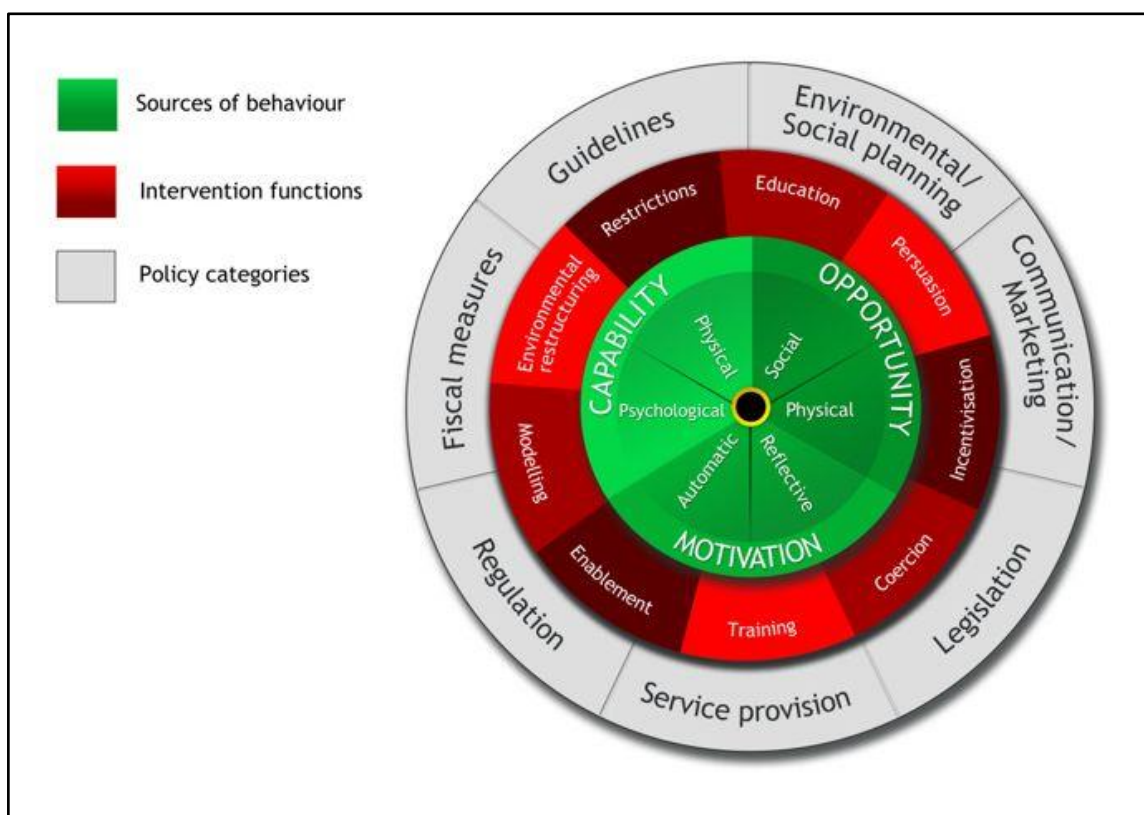 Sources of behaviour
Intervention functions
Policy categories
Guidelines
Environmental/
Social planning
Communication/
Marketing
Legislation
Service provision
Regulation
Fiscal measures
Restrictions
Education
Persuasion
Incentivisation
Coercion
Training
Enablement
Modelling
Environmental
restructuring
CAPABILITY
OPPORTUNITY
MOTIVATION
Physical
Social
Psychological
Physical
Automatic
Reflective